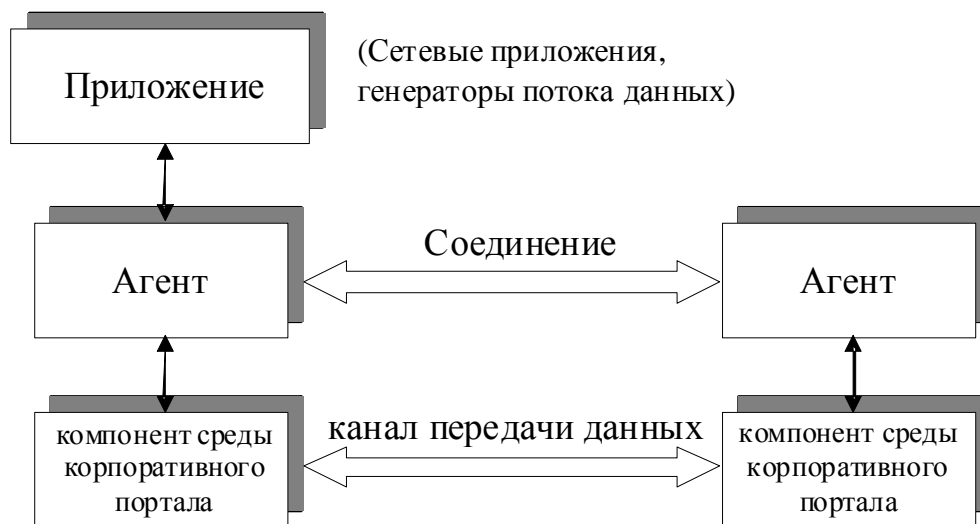 Приложение
(Сетевые приложения,
генераторы потока данных)
Соединение
Агент
Агент
канал передачи данных
компонент среды
корпоративного
портала
компонент среды
корпоративного
портала